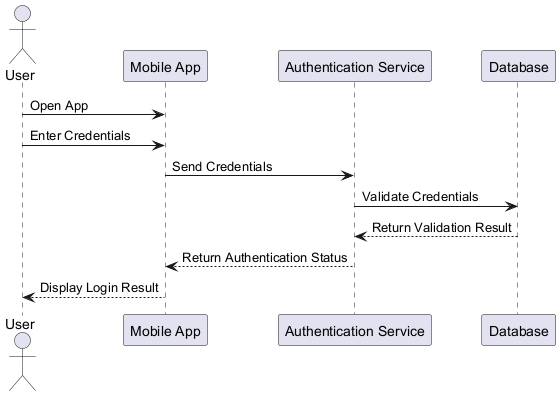 User
Mobile App
Authentication Service
Database
Open App
Enter Credentials
Send Credentials
Validate Credentials
Return Validation Result
Return Authentication Status
Display Login Result
User
Mobile App
Authentication Service
Database